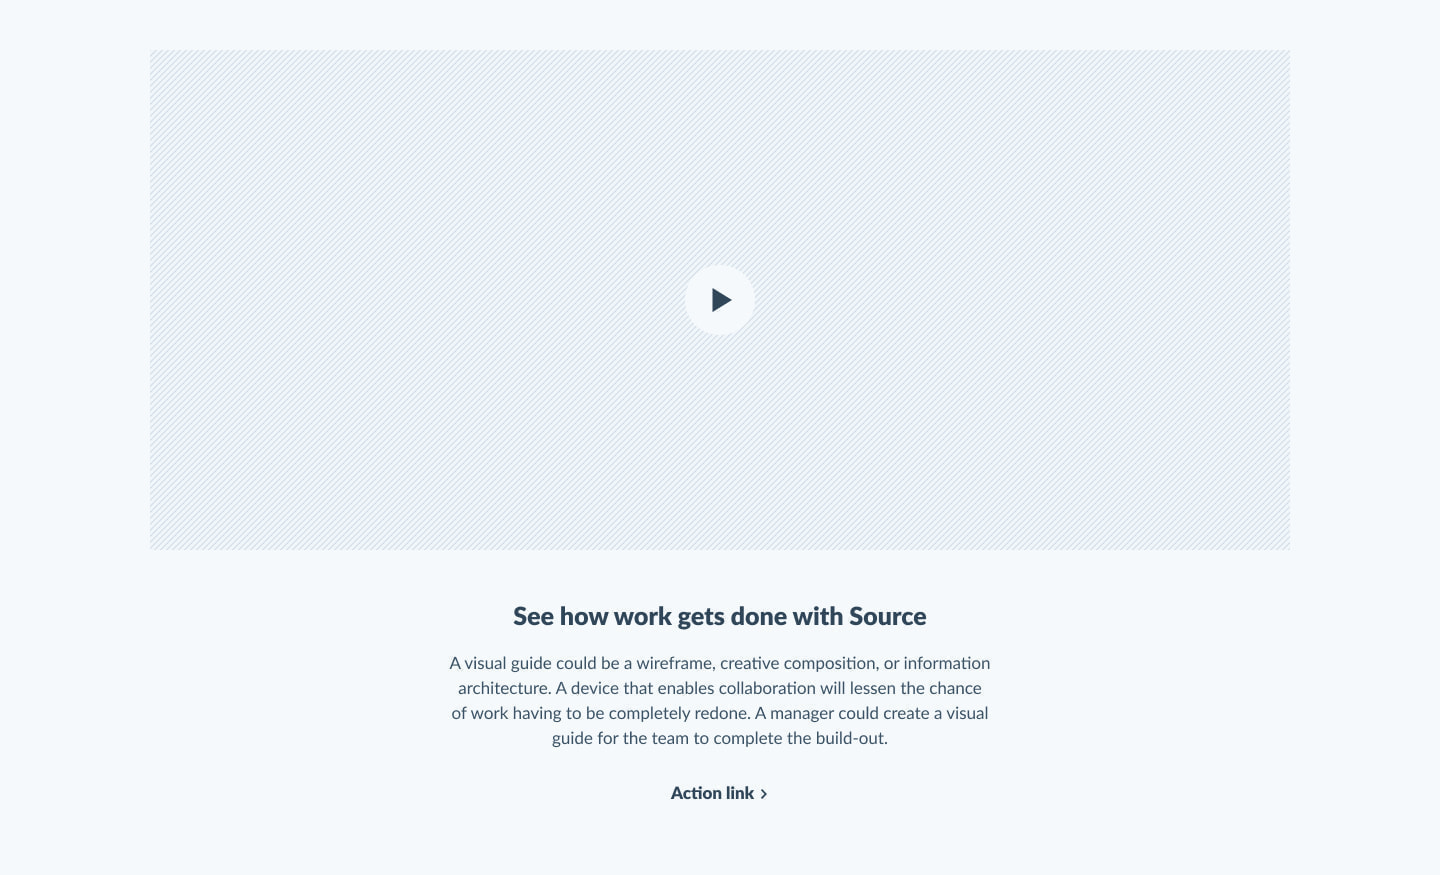 See how work gets done with Source
A visual guide could be a wireframe, creative composition, or information
architecture. A device that enables collaboration will lessen the chance
of work having to be completely redone. A manager could create a visual
guide for the team to complete the build-out.
Action link